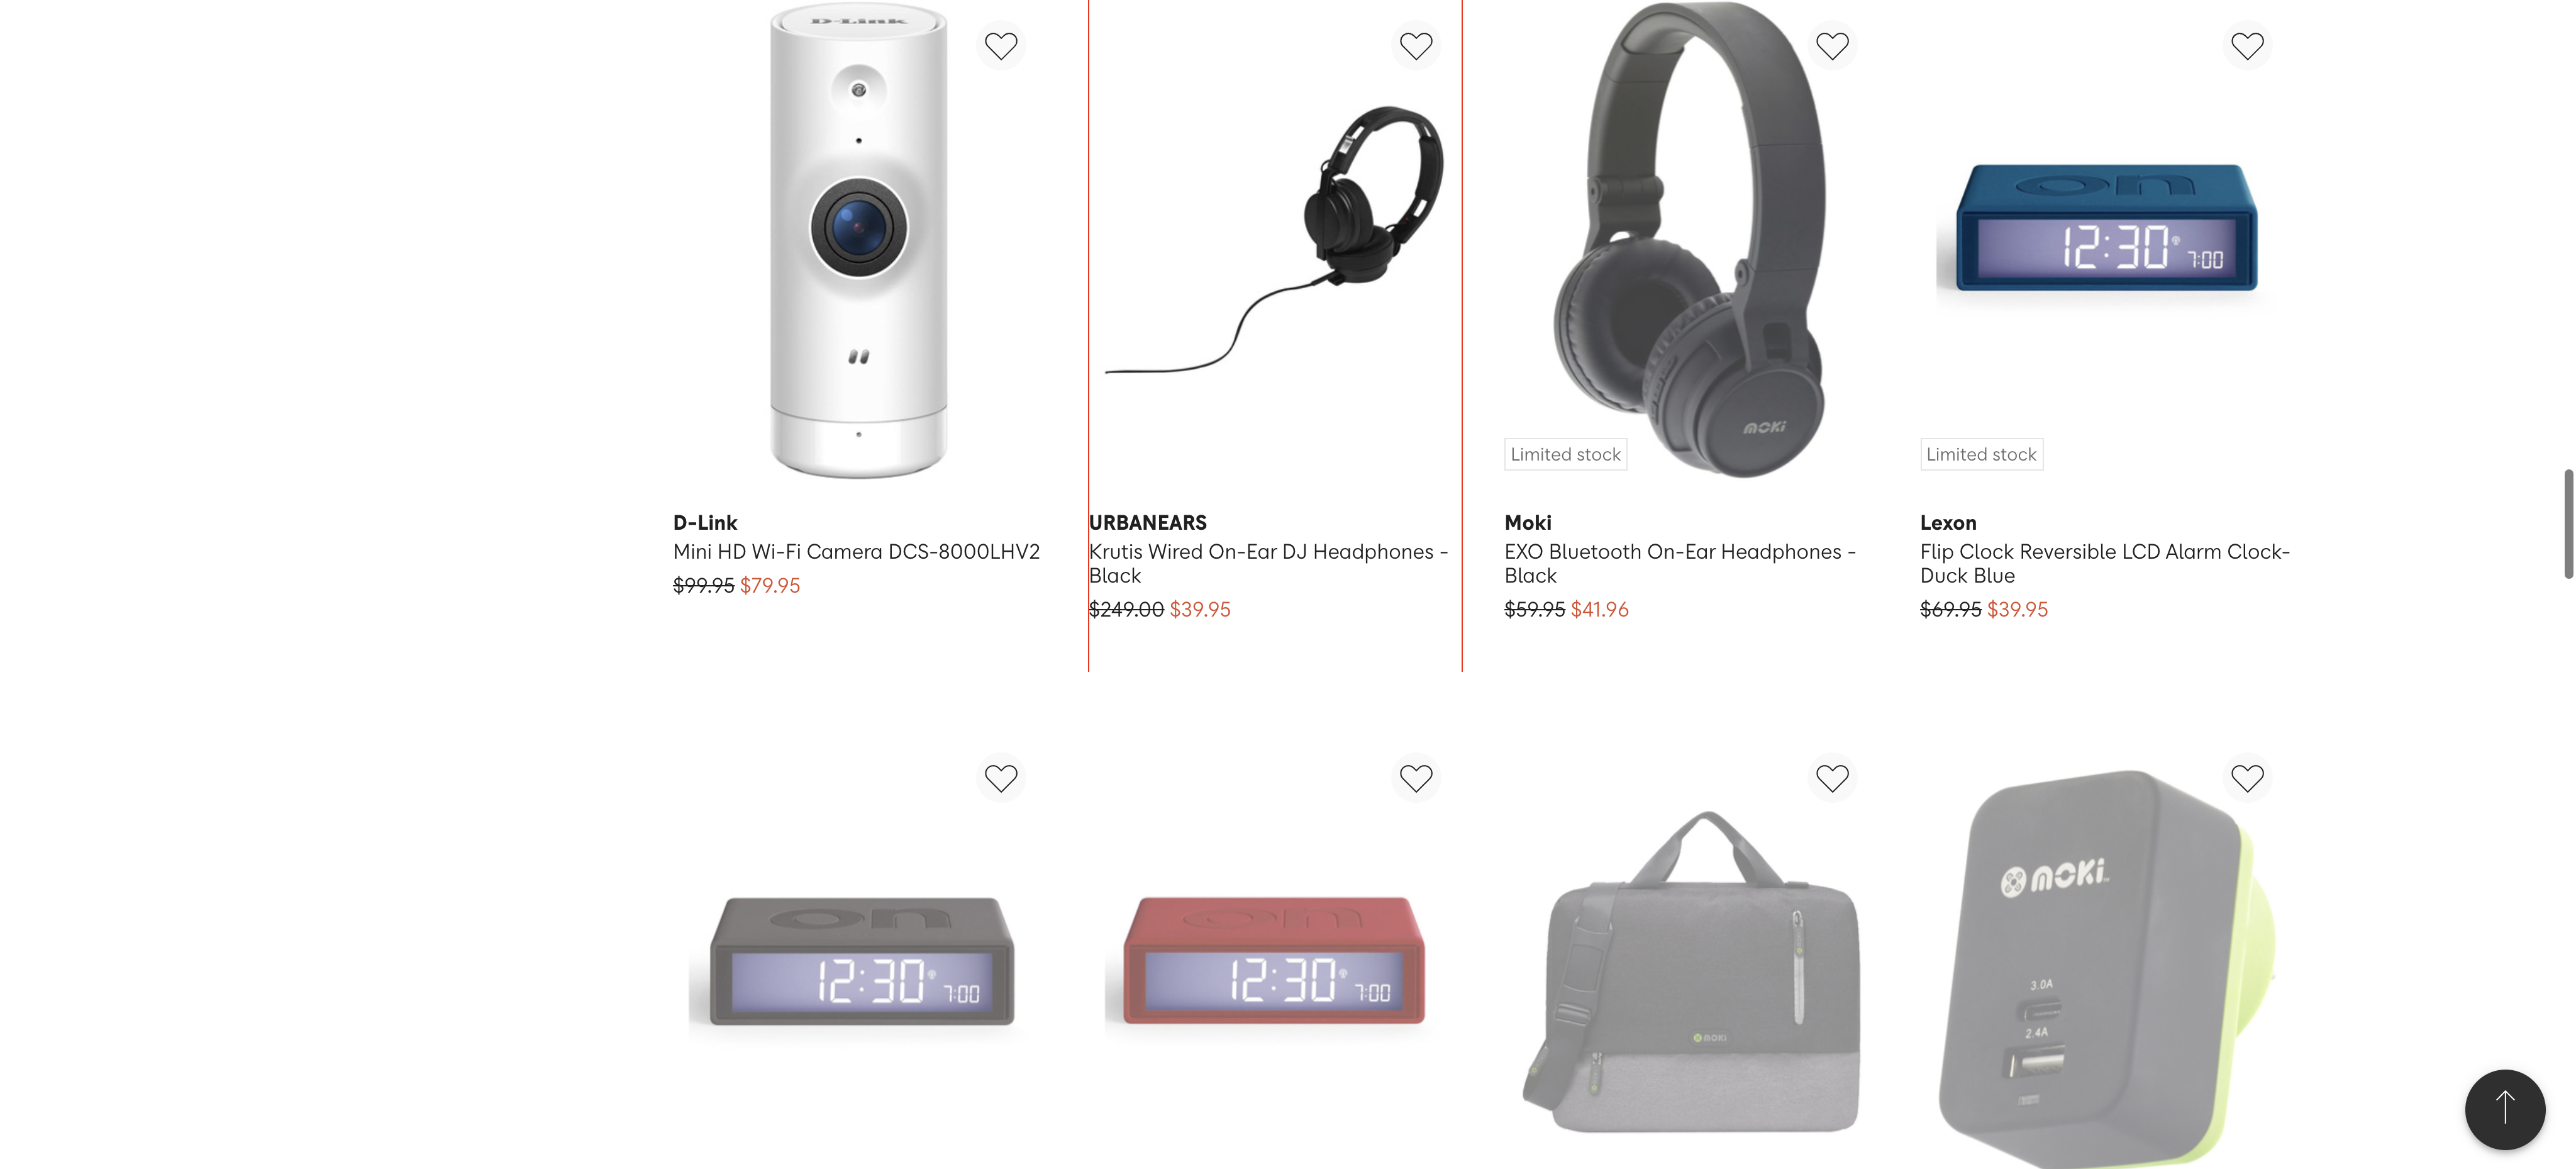 D-Link
moki
on
12:30
7:00
Limited stock
Limited stock
D-Link
Mini HD Wi-Fi Camera DCS-8000LHV2
$99.95 $79.95
URBANEARS
Krutis Wired On-Ear DJ Headphones -
Black
$249.00 $39.95
Moki
EXO Bluetooth On-Ear Headphones -
Black
$59.95 $41.96
Lexon
Flip Clock Reversible LCD Alarm Clock-
Duck Blue
$69.95 $39.95
on
12:30
7:00
on
12:30
7:00
MOKI
moki
3.0A
2.4A